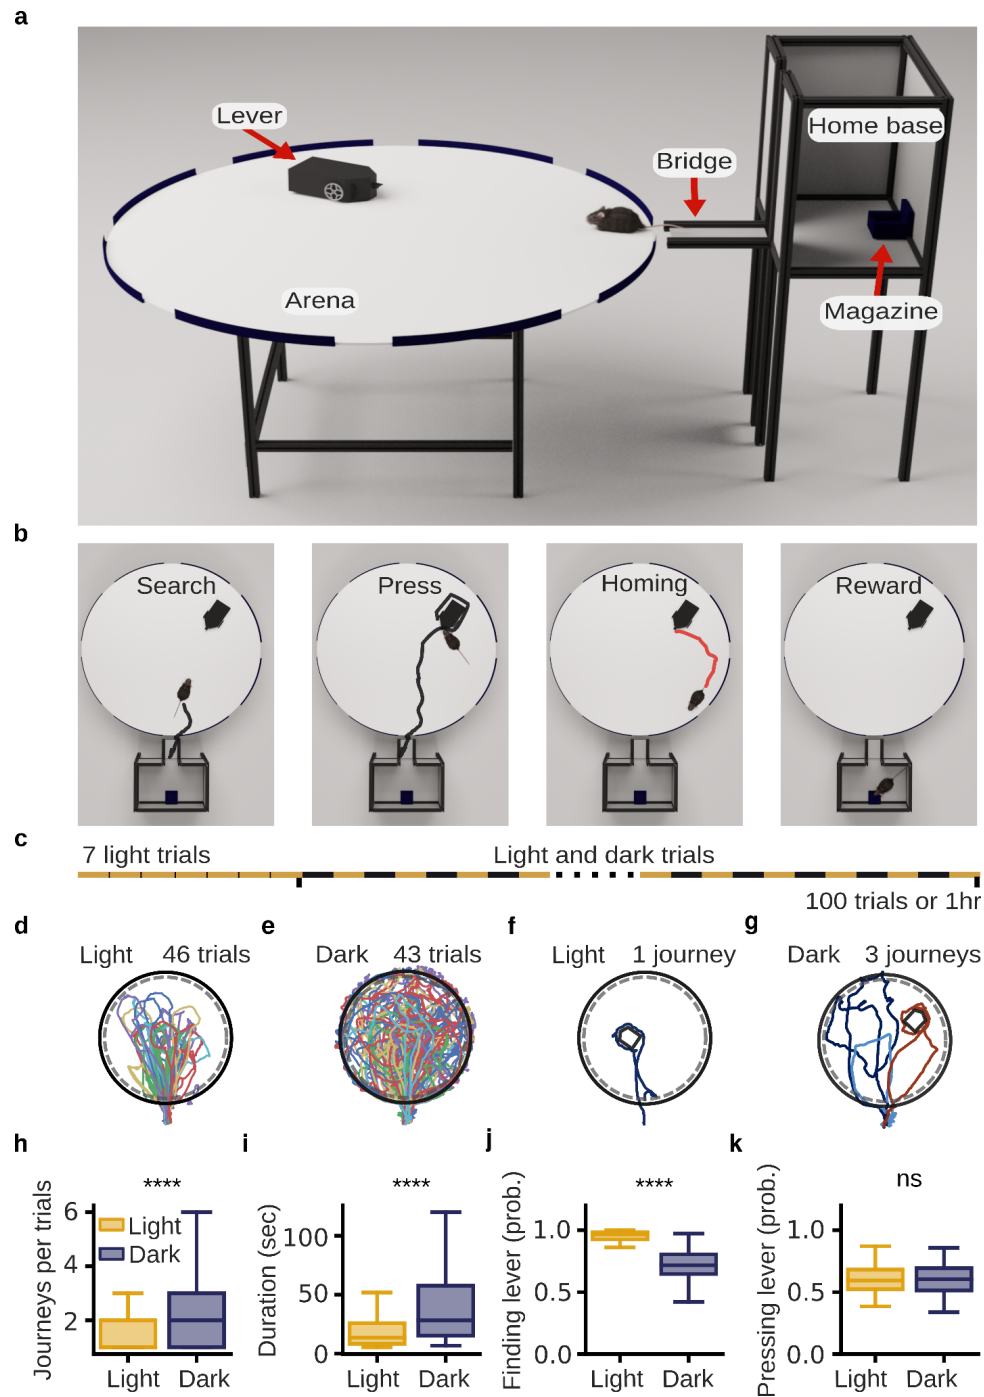 a
Lever
Home base
Bridge
Arena
Magazine
b
Search
Press
Homing
Reward
c
7 light trials
Light and dark trials
100 trials or 1hr
d
Light 46 trials
e
Dark 43 trials
f
Light 1 journey
g
Dark 3 journeys
h
Journeys per trials
****
6
4
2
Light
Dark
Light Dark
i
Duration (sec)
****
100
50
0
Light Dark
j
Finding lever (prob.)
****
1.0
0.5
0.0
Light Dark
k
Pressing lever (prob.)
ns
1.0
0.5
0.0
Light Dark